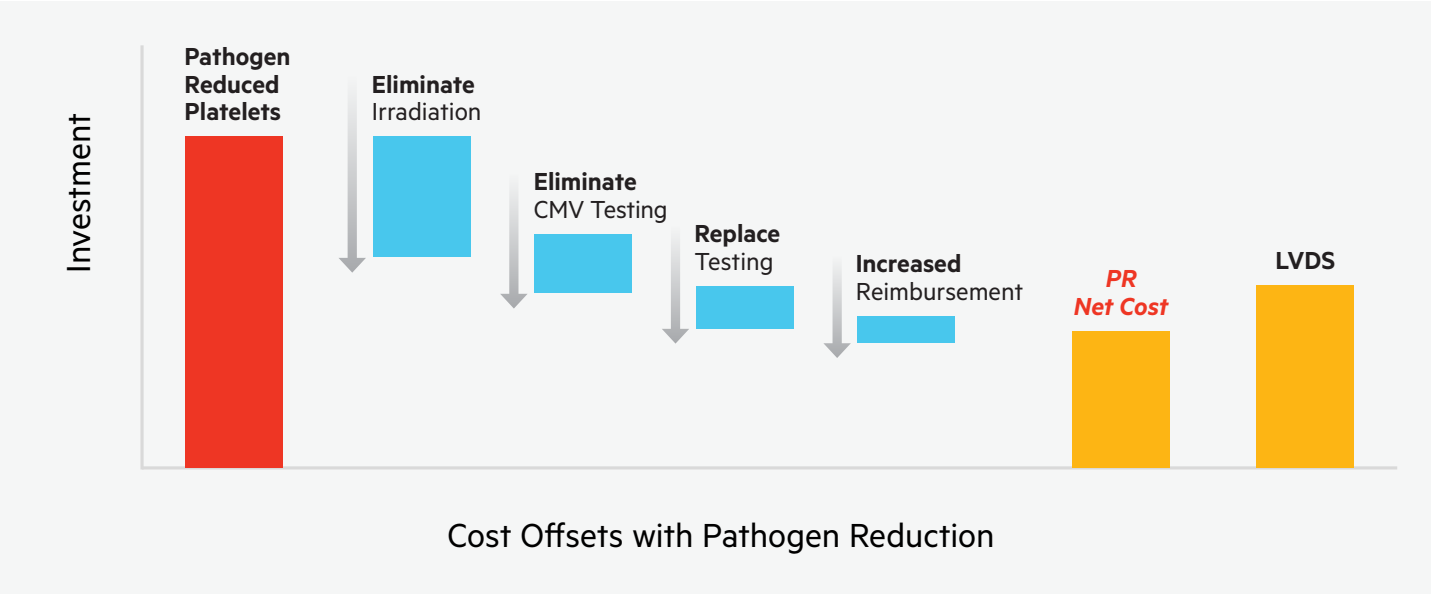 Pathogen
Reduced
Platelets
Eliminate
Irradiation
Eliminate
CMV Testing
Replace
Testing
Increased
Reimbursement
PR
Net Cost
LVDS
Investment
Cost Offsets with Pathogen Reduction